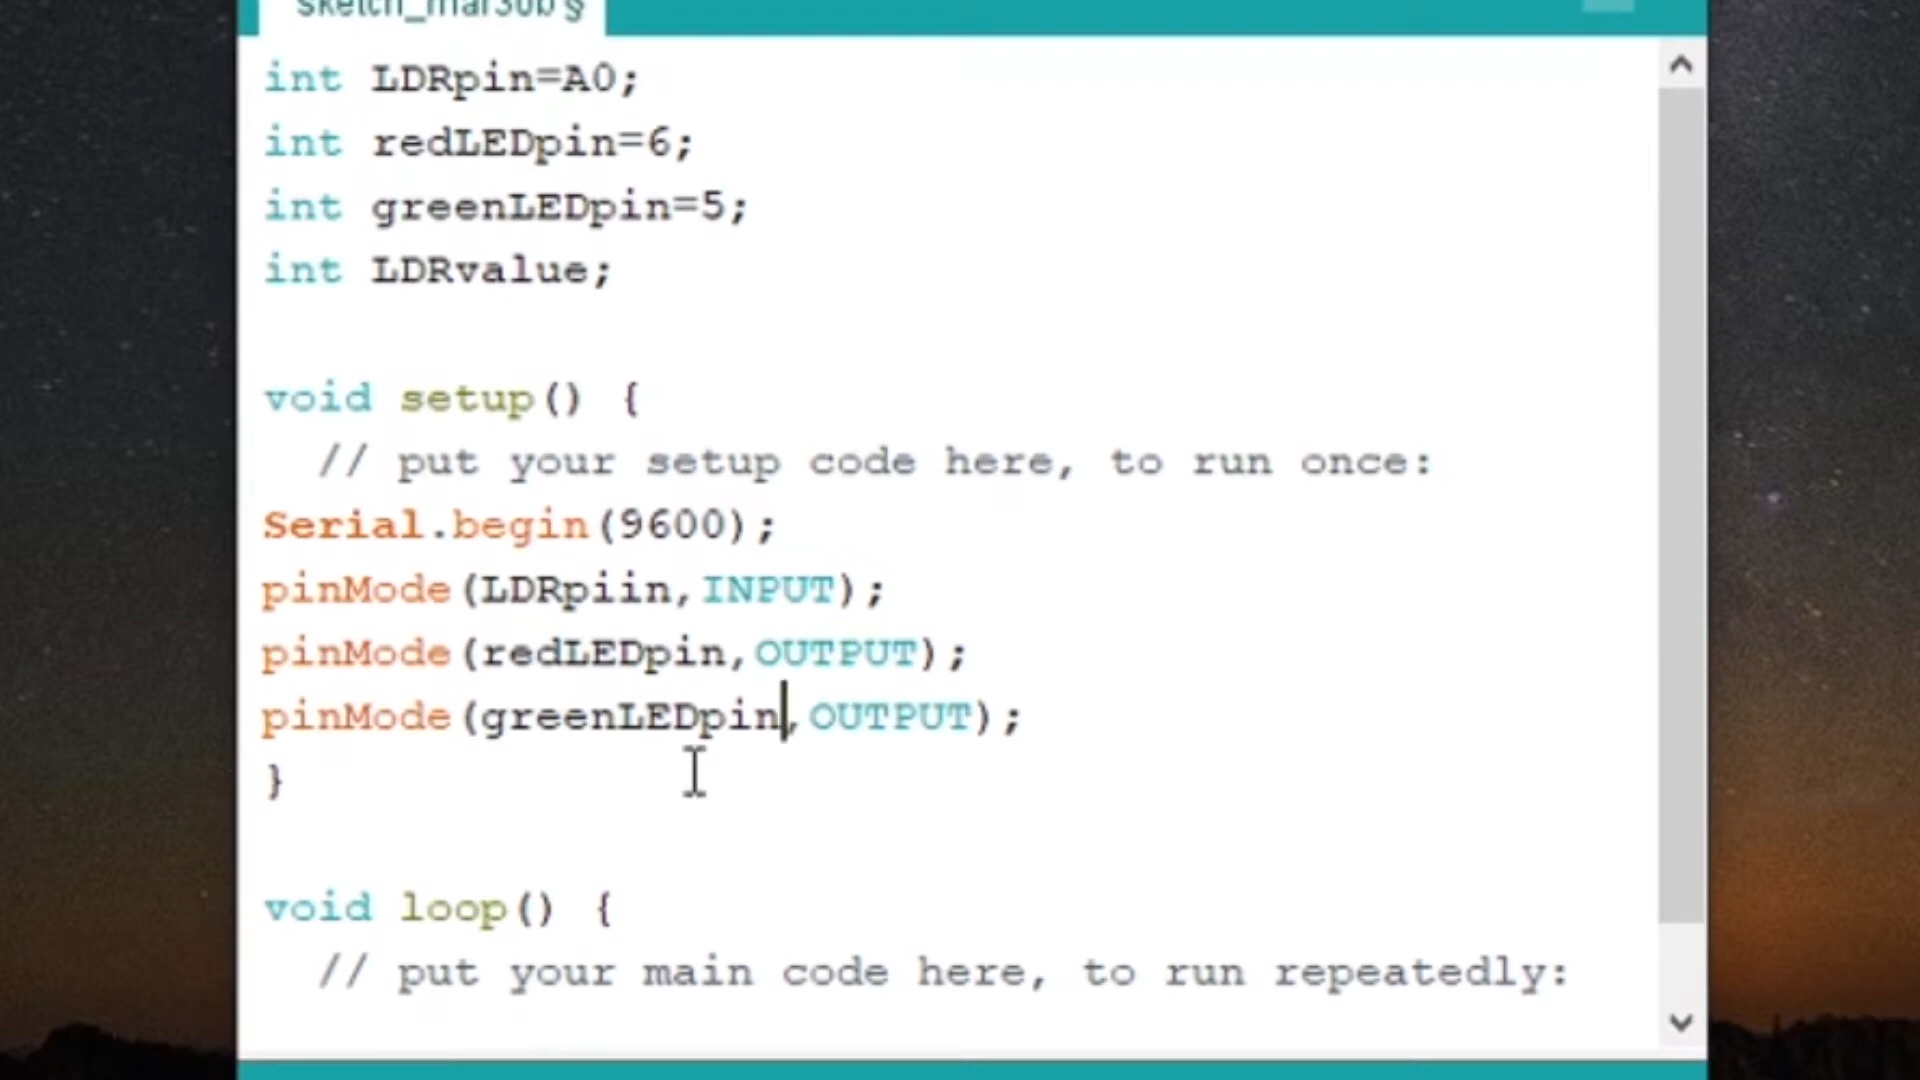 sketch_mar30b §
int LDRpin=A0;
int redLEDpin=6;
int greenLEDpin=5;
int LDRvalue;
void setup() {
// put your setup code here, to run once:
Serial.begin(9600);
pinMode(LDRpiin,INPUT);
pinMode(redLEDpin,OUTPUT);
pinMode(greenLEDpin,OUTPUT);
}
void loop() {
// put your main code here, to run repeatedly: